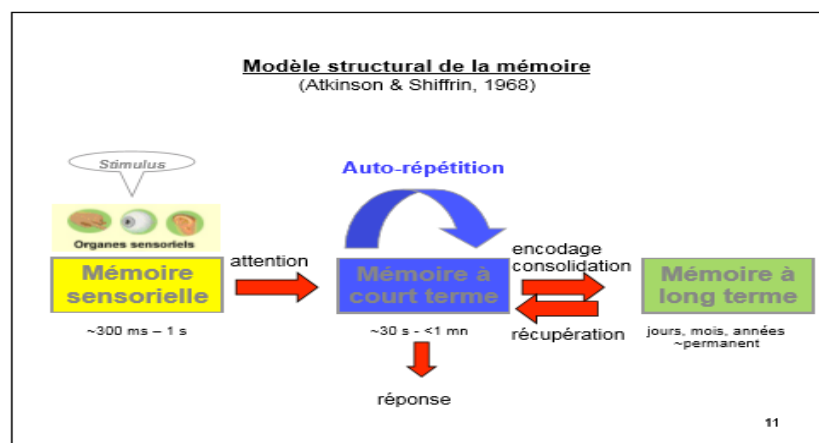 Modèle structural de la mémoire
(Atkinson & Shiffrin, 1968)
Stimulus
Auto-répétition
Organes sensoriels
attention
encodage
consolidation
Mémoire
sensorielle
Mémoire à
court terme
Mémoire à
long terme
~300 ms – 1 s
~30 s - <1 mn
récupération
jours, mois, années
~permanent
réponse
11